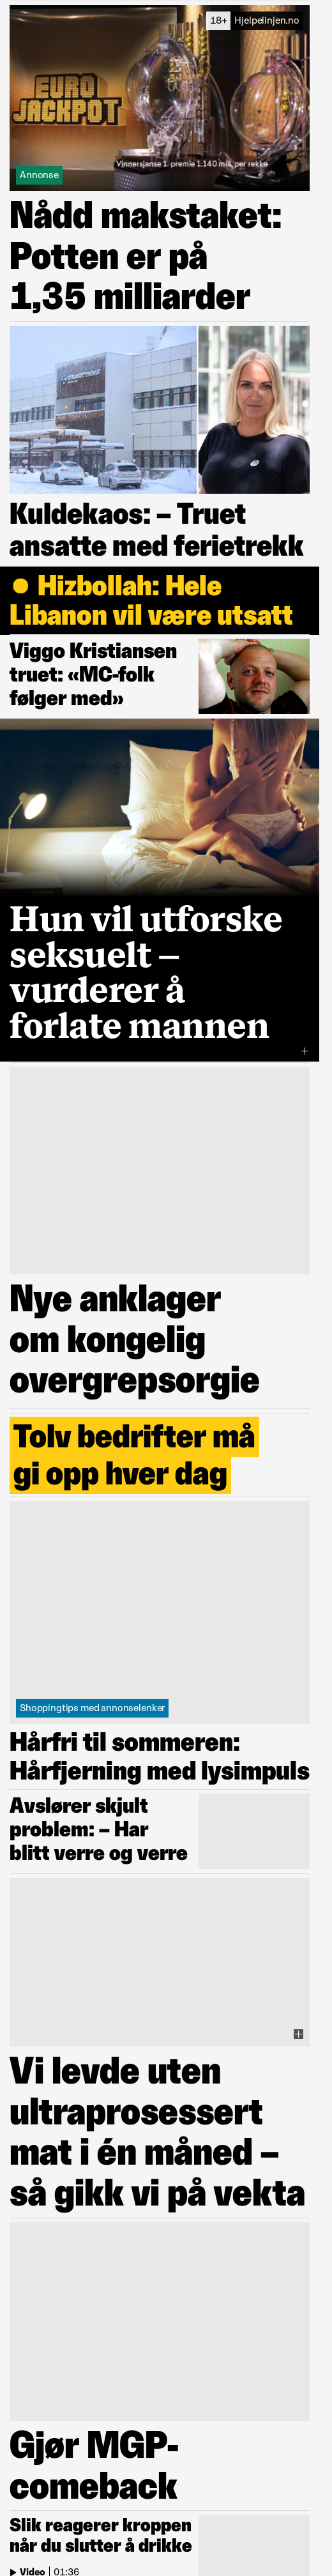 18+ Hjelpelinjen.no
EURO
JACKPOT
Vinnersjanse 1. premie 1:140 mill. per rekke
Annonse
Nådd makstaket:
Potten er på
1,35 milliarder
Kuldekaos: – Truet
ansatte med ferietrekk
Hizbollah: Hele
Libanon vil være utsatt
Viggo Kristiansen
truet: «MC-folk
følger med»
Hun vil utforske
seksuelt –
vurderer å
forlate mannen
Nye anklager
om kongelig
overgrepsorgie
Tolv bedrifter må
gi opp hver dag
Shoppingtips med annonselenker
Hårfri til sommeren:
Hårfjerning med lysimpuls
Avslører skjult
problem: – Har
blitt verre og verre
Vi levde uten
ultraprosessert
mat i én måned –
så gikk vi på vekta
Gjør MGP-
comeback
Slik reagerer kroppen
når du slutter å drikke
Video | 01:36